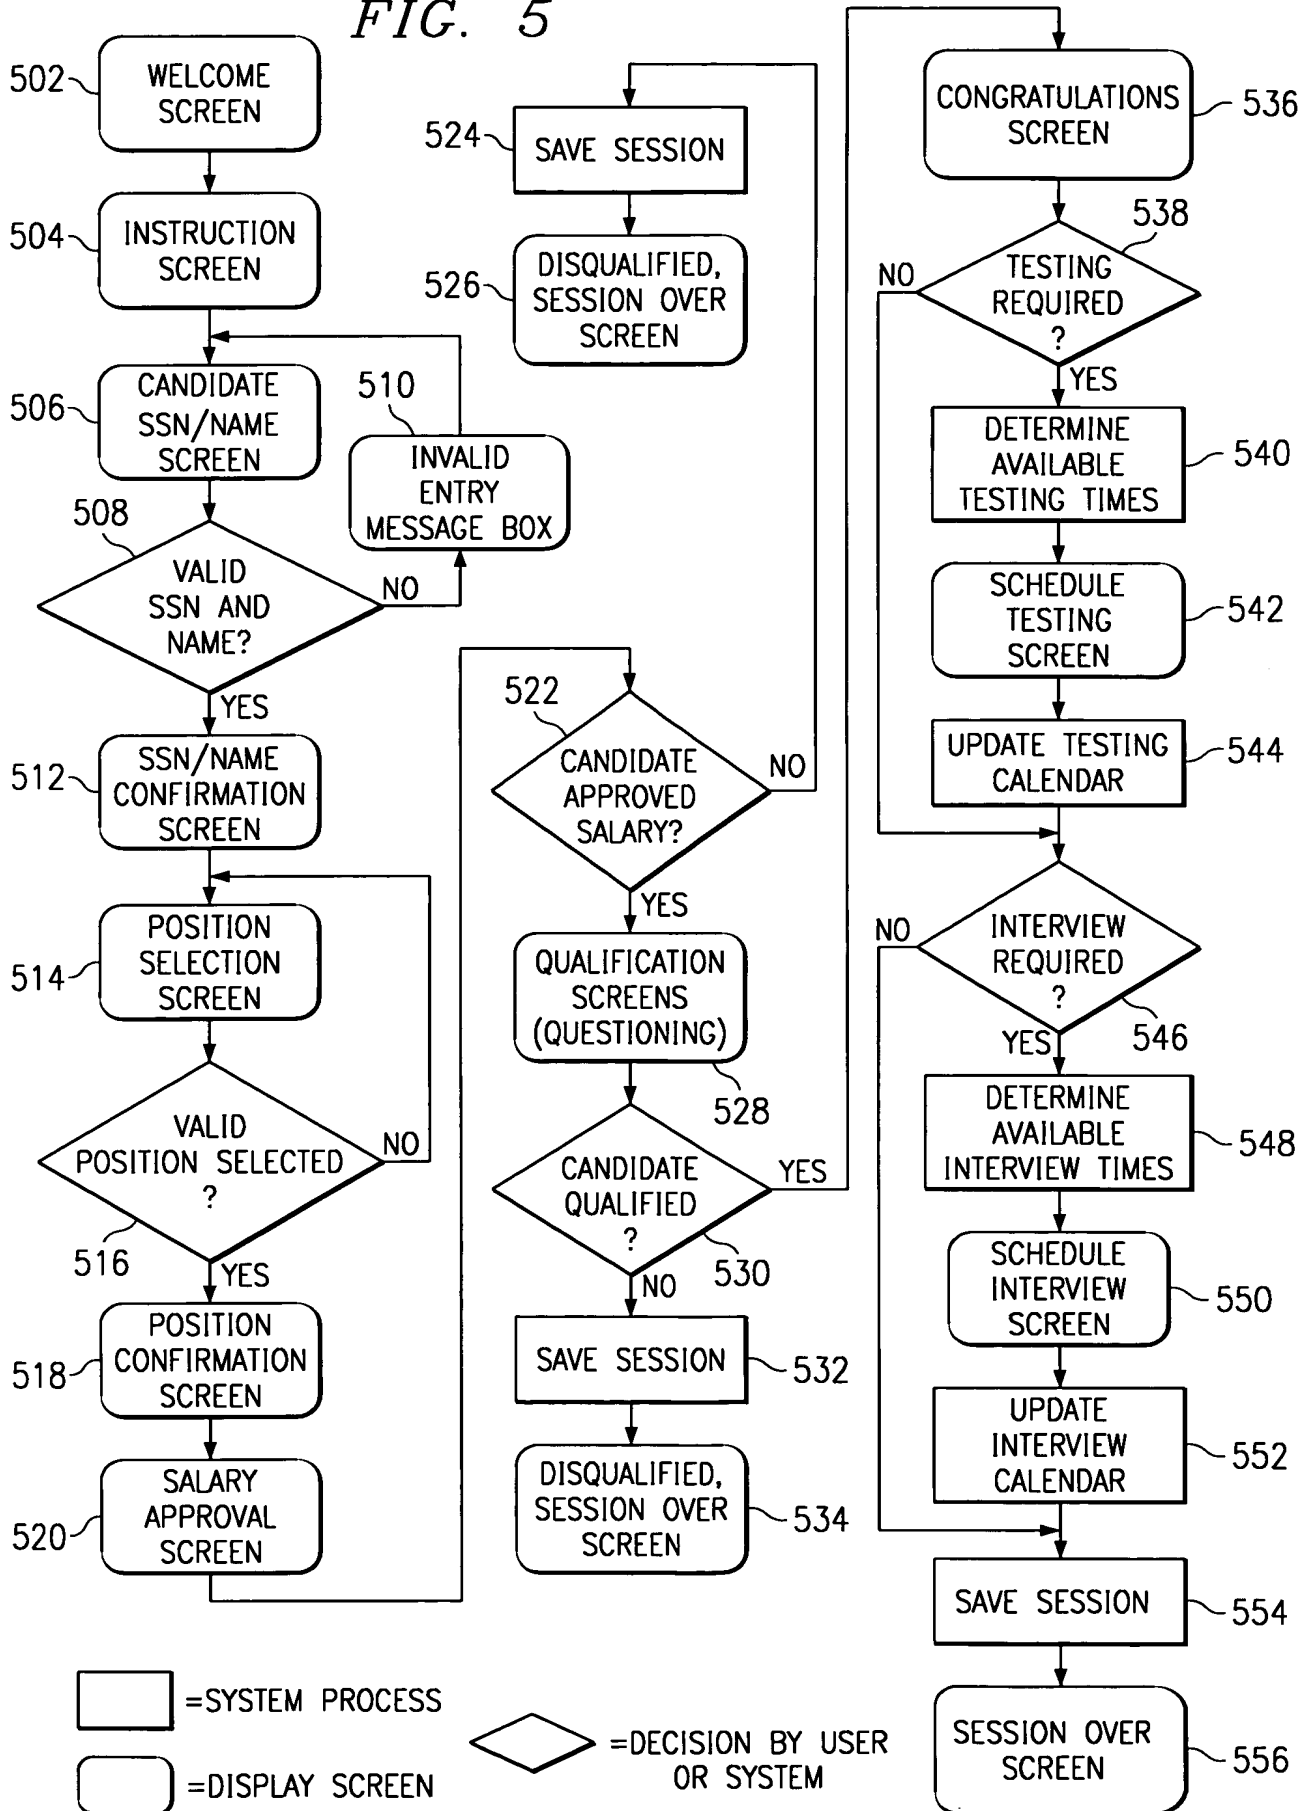 FIG. 5
502
WELCOME
SCREEN
504
INSTRUCTION
SCREEN
506
CANDIDATE
SSN/NAME
SCREEN
508
VALID
SSN AND
NAME?
NO
510
INVALID
ENTRY
MESSAGE BOX
YES
512
SSN/NAME
CONFIRMATION
SCREEN
514
POSITION
SELECTION
SCREEN
VALID
POSITION SELECTED
?
NO
516
YES
518
POSITION
CONFIRMATION
SCREEN
520
SALARY
APPROVAL
SCREEN
522
CANDIDATE
APPROVED
SALARY?
NO
524
SAVE SESSION
526
DISQUALIFIED,
SESSION OVER
SCREEN
YES
QUALIFICATION
SCREENS
(QUESTIONING)
528
CANDIDATE
QUALIFIED
?
YES
530
NO
SAVE SESSION
532
DISQUALIFIED,
SESSION OVER
SCREEN
534
CONGRATULATIONS
SCREEN
536
538
TESTING
REQUIRED
?
NO
YES
DETERMINE
AVAILABLE
TESTING TIMES
540
SCHEDULE
TESTING
SCREEN
542
UPDATE TESTING
CALENDAR
544
NO
INTERVIEW
REQUIRED
?
546
YES
DETERMINE
AVAILABLE
INTERVIEW TIMES
548
SCHEDULE
INTERVIEW
SCREEN
550
UPDATE
INTERVIEW
CALENDAR
552
SAVE SESSION
554
SESSION OVER
SCREEN
556
=SYSTEM PROCESS
=DISPLAY SCREEN
=DECISION BY USER
OR SYSTEM